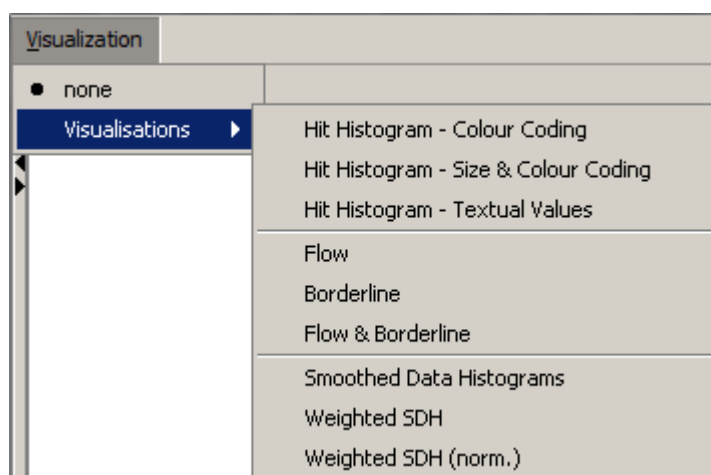 Visualization
none
Visualisations
Hit Histogram - Colour Coding
Hit Histogram - Size & Colour Coding
Hit Histogram - Textual Values
Flow
Borderline
Flow & Borderline
Smoothed Data Histograms
Weighted SDH
Weighted SDH (norm.)